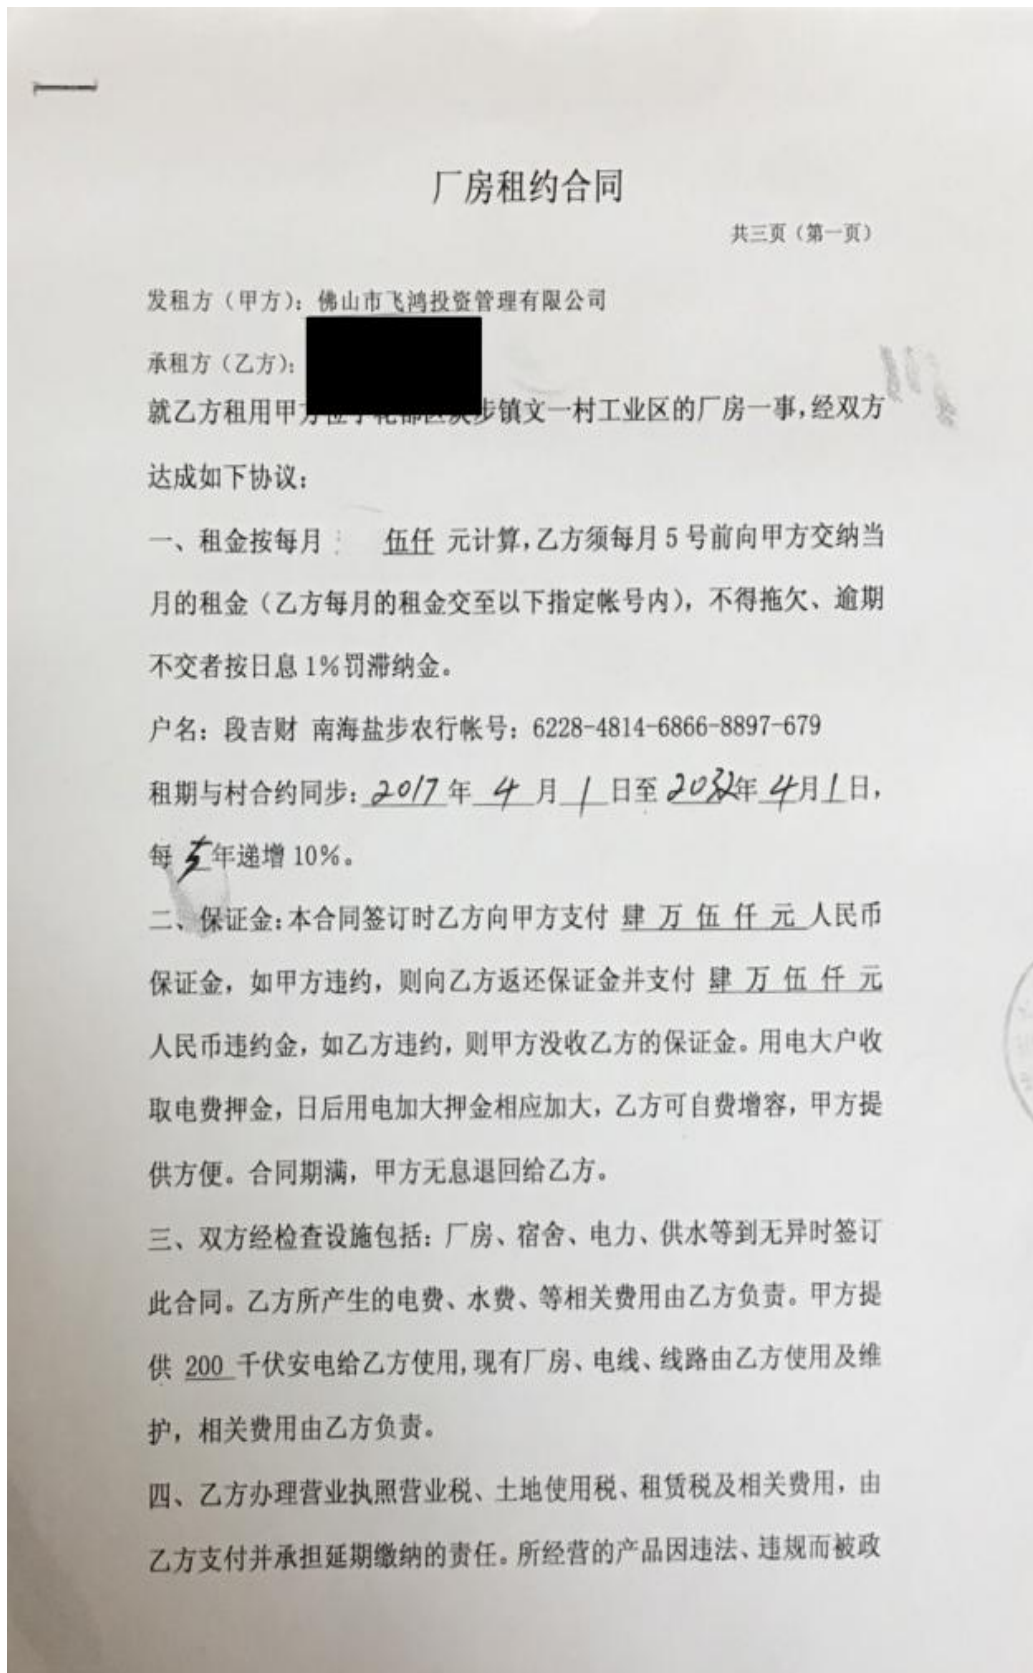 厂房租约合同
共三页（第一页）
发租方（甲方）：佛山市飞鸿投资管理有限公司
承租方（乙方）：
就乙方租用甲方位于花都区炭步镇文一村工业区的厂房一事,经双方
达成如下协议：
一、租金按每月 伍仟 元计算,乙方须每月5号前向甲方交纳当
月的租金（乙方每月的租金交至以下指定帐号内），不得拖欠、逾期
不交者按日息1%罚滞纳金。
户名：段吉财 南海盐步农行帐号：6228-4814-6866-8897-679
租期与村合约同步：2017年 4 月 1 日至 2032年 4月1日，
每 年递增10%。
二、保证金：本合同签订时乙方向甲方支付 肆 万 伍 仟 元 人民币
保证金，如甲方违约，则向乙方返还保证金并支付 肆 万 伍 仟 元
人民币违约金，如乙方违约，则甲方没收乙方的保证金。用电大户收
取电费押金，日后用电加大押金相应加大，乙方可自费增容，甲方提
供方便。合同期满，甲方无息退回给乙方。
三、双方经检查设施包括：厂房、宿舍、电力、供水等到无异时签订
此合同。乙方所产生的电费、水费、等相关费用由乙方负责。甲方提
供 200 千伏安电给乙方使用,现有厂房、电线、线路由乙方使用及维
护，相关费用由乙方负责。
四、乙方办理营业执照营业税、土地使用税、租赁税及相关费用，由
乙方支付并承担延期缴纳的责任。所经营的产品因违法、违规而被政